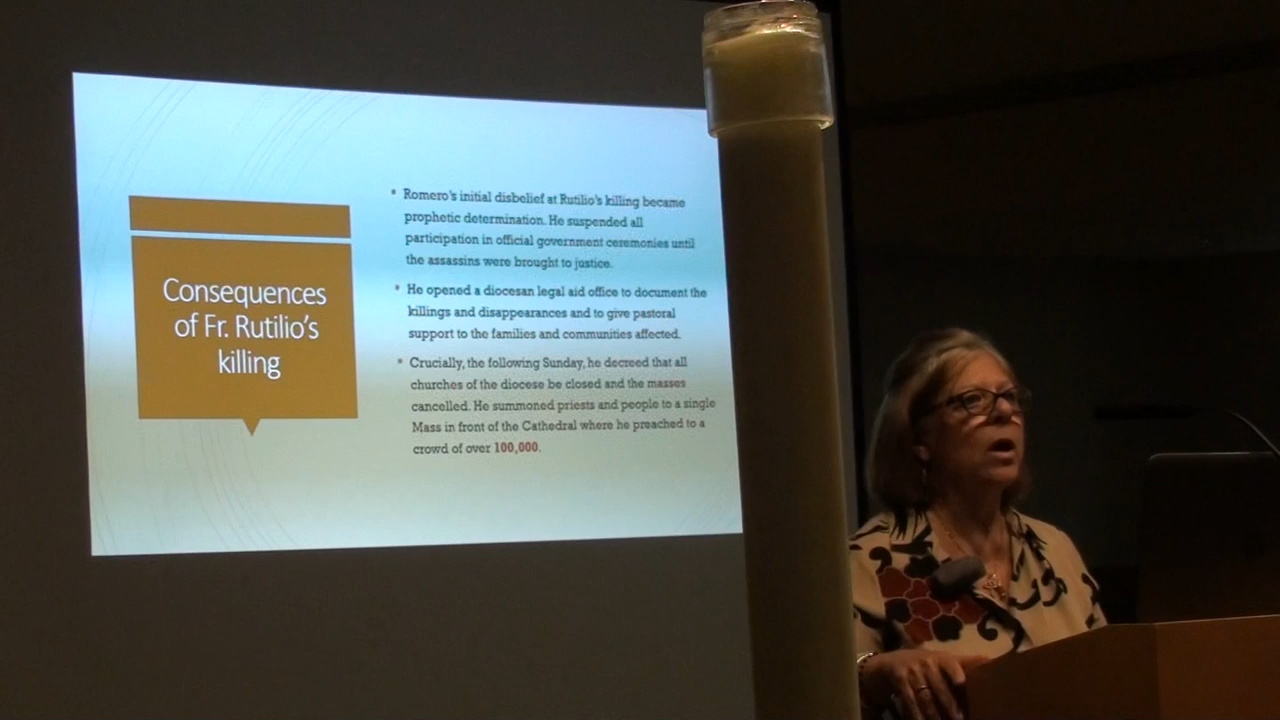 Consequences
of Fr. Rutilio's
killing
* Romero's initial disbelief at Rutilio's killing became
prophetic determination. He suspended all
participation in official government ceremonies until
the assassins were brought to justice.
* He opened a diocesan legal aid office to document the
killings and disappearances and to give pastoral
support to the families and communities affected.
* Crucially, the following Sunday, he decreed that all
churches of the diocese be closed and the masses
cancelled. He summoned priests and people to a single
Mass in front of the Cathedral where he preached to a
crowd of over 100,000.